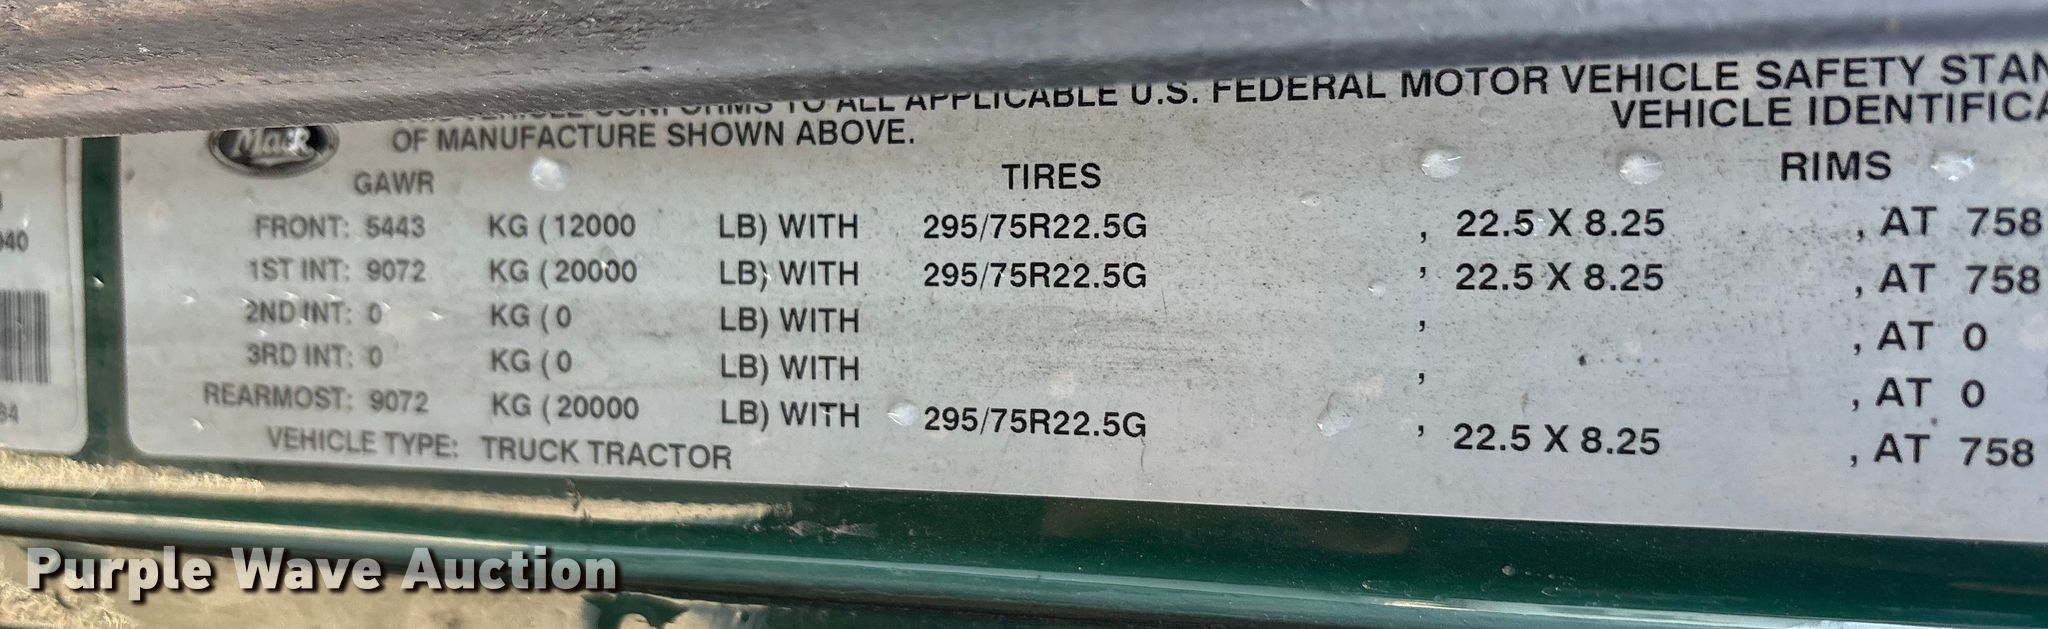 TO ALL APPLICABLE U.S. FEDERAL MOTOR VEHICLE SAFETY
OF MANUFACTURE SHOWN ABOVE. VEHICLE
Mack
GAWR TIRES RIMS
FRONT: 5443 KG (12000 LB) WITH 295/75R22.5G , 22.5 X 8.25 , AT 758
1ST INT: 9072 KG (20000 LB) WITH 295/75R22.5G , 22.5 X 8.25 , AT 758
2ND INT: 0 KG (0 LB) WITH , , AT 0
3RD INT: 0 KG (0 LB) WITH , , AT 0
REARMOST: 9072 KG (20000 LB) WITH 295/75R22.5G , 22.5 X 8.25 , AT 758
VEHICLE TYPE: TRUCK TRACTOR
Purple Wave Auction